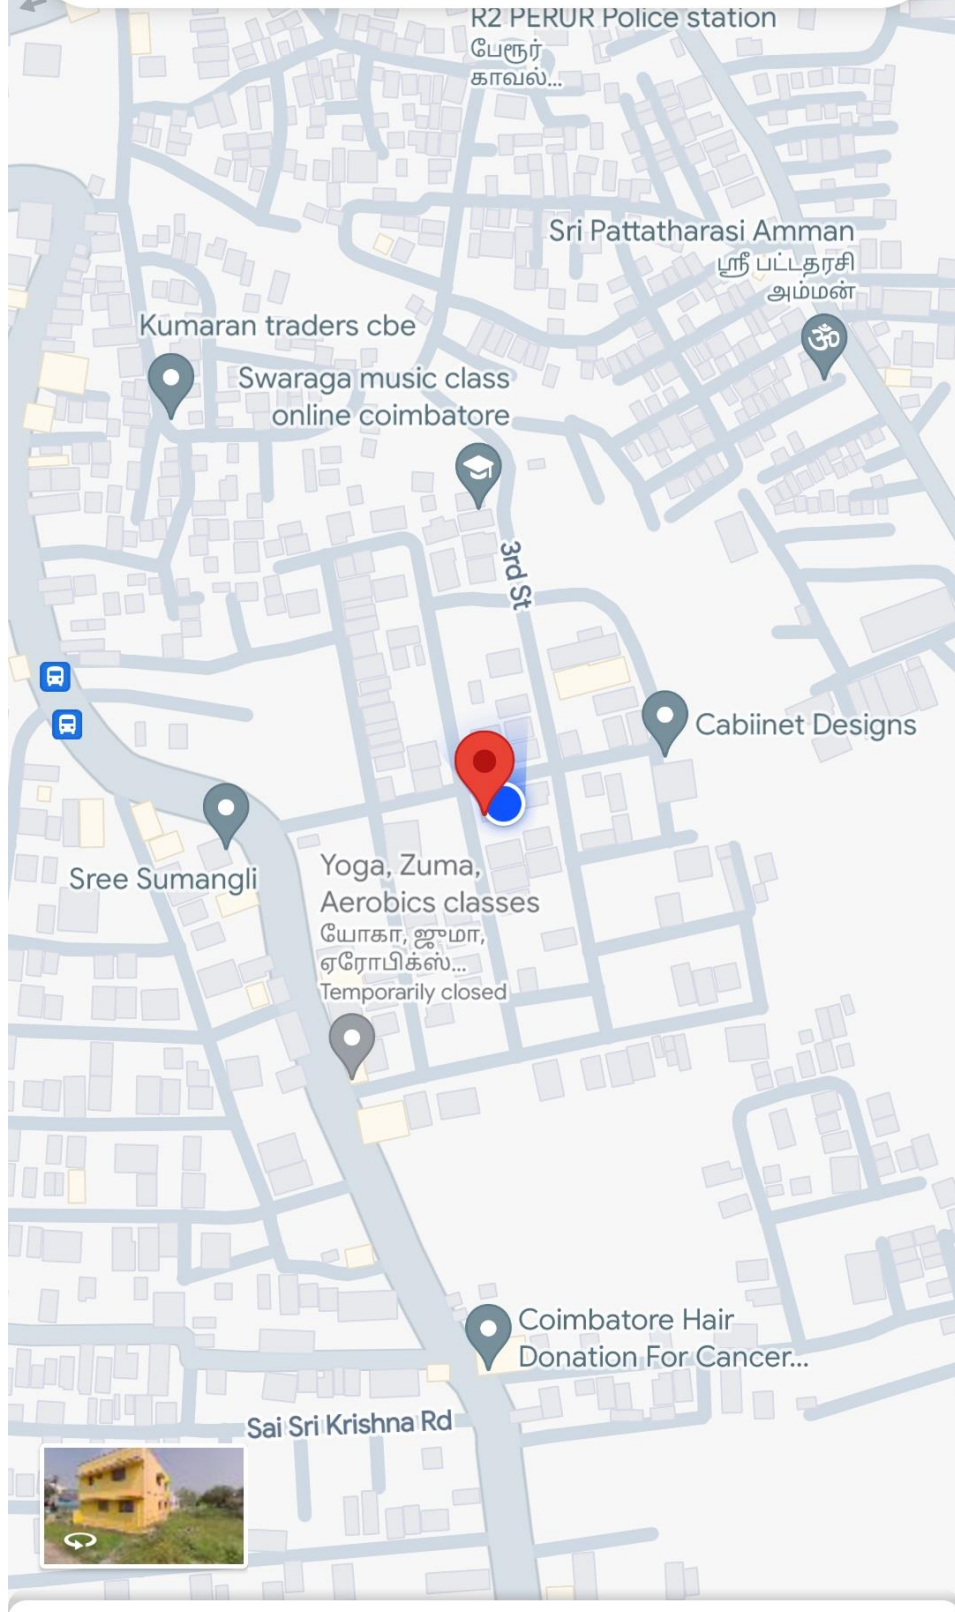 R2 PERUR Police station
பேரூர்
காவல்...
Sri Pattatharasi Amman
ஸ்ரீ பட்டதரசி
அம்மன்
ॐ
Kumaran traders cbe
Swaraga music class
online coimbatore
3rd St
Cabiinet Designs
Sree Sumangli
Yoga, Zuma,
Aerobics classes
யோகா, ஜுமா,
ஏரோபிக்ஸ்...
Temporarily closed
Coimbatore Hair
Donation For Cancer...
Sai Sri Krishna Rd